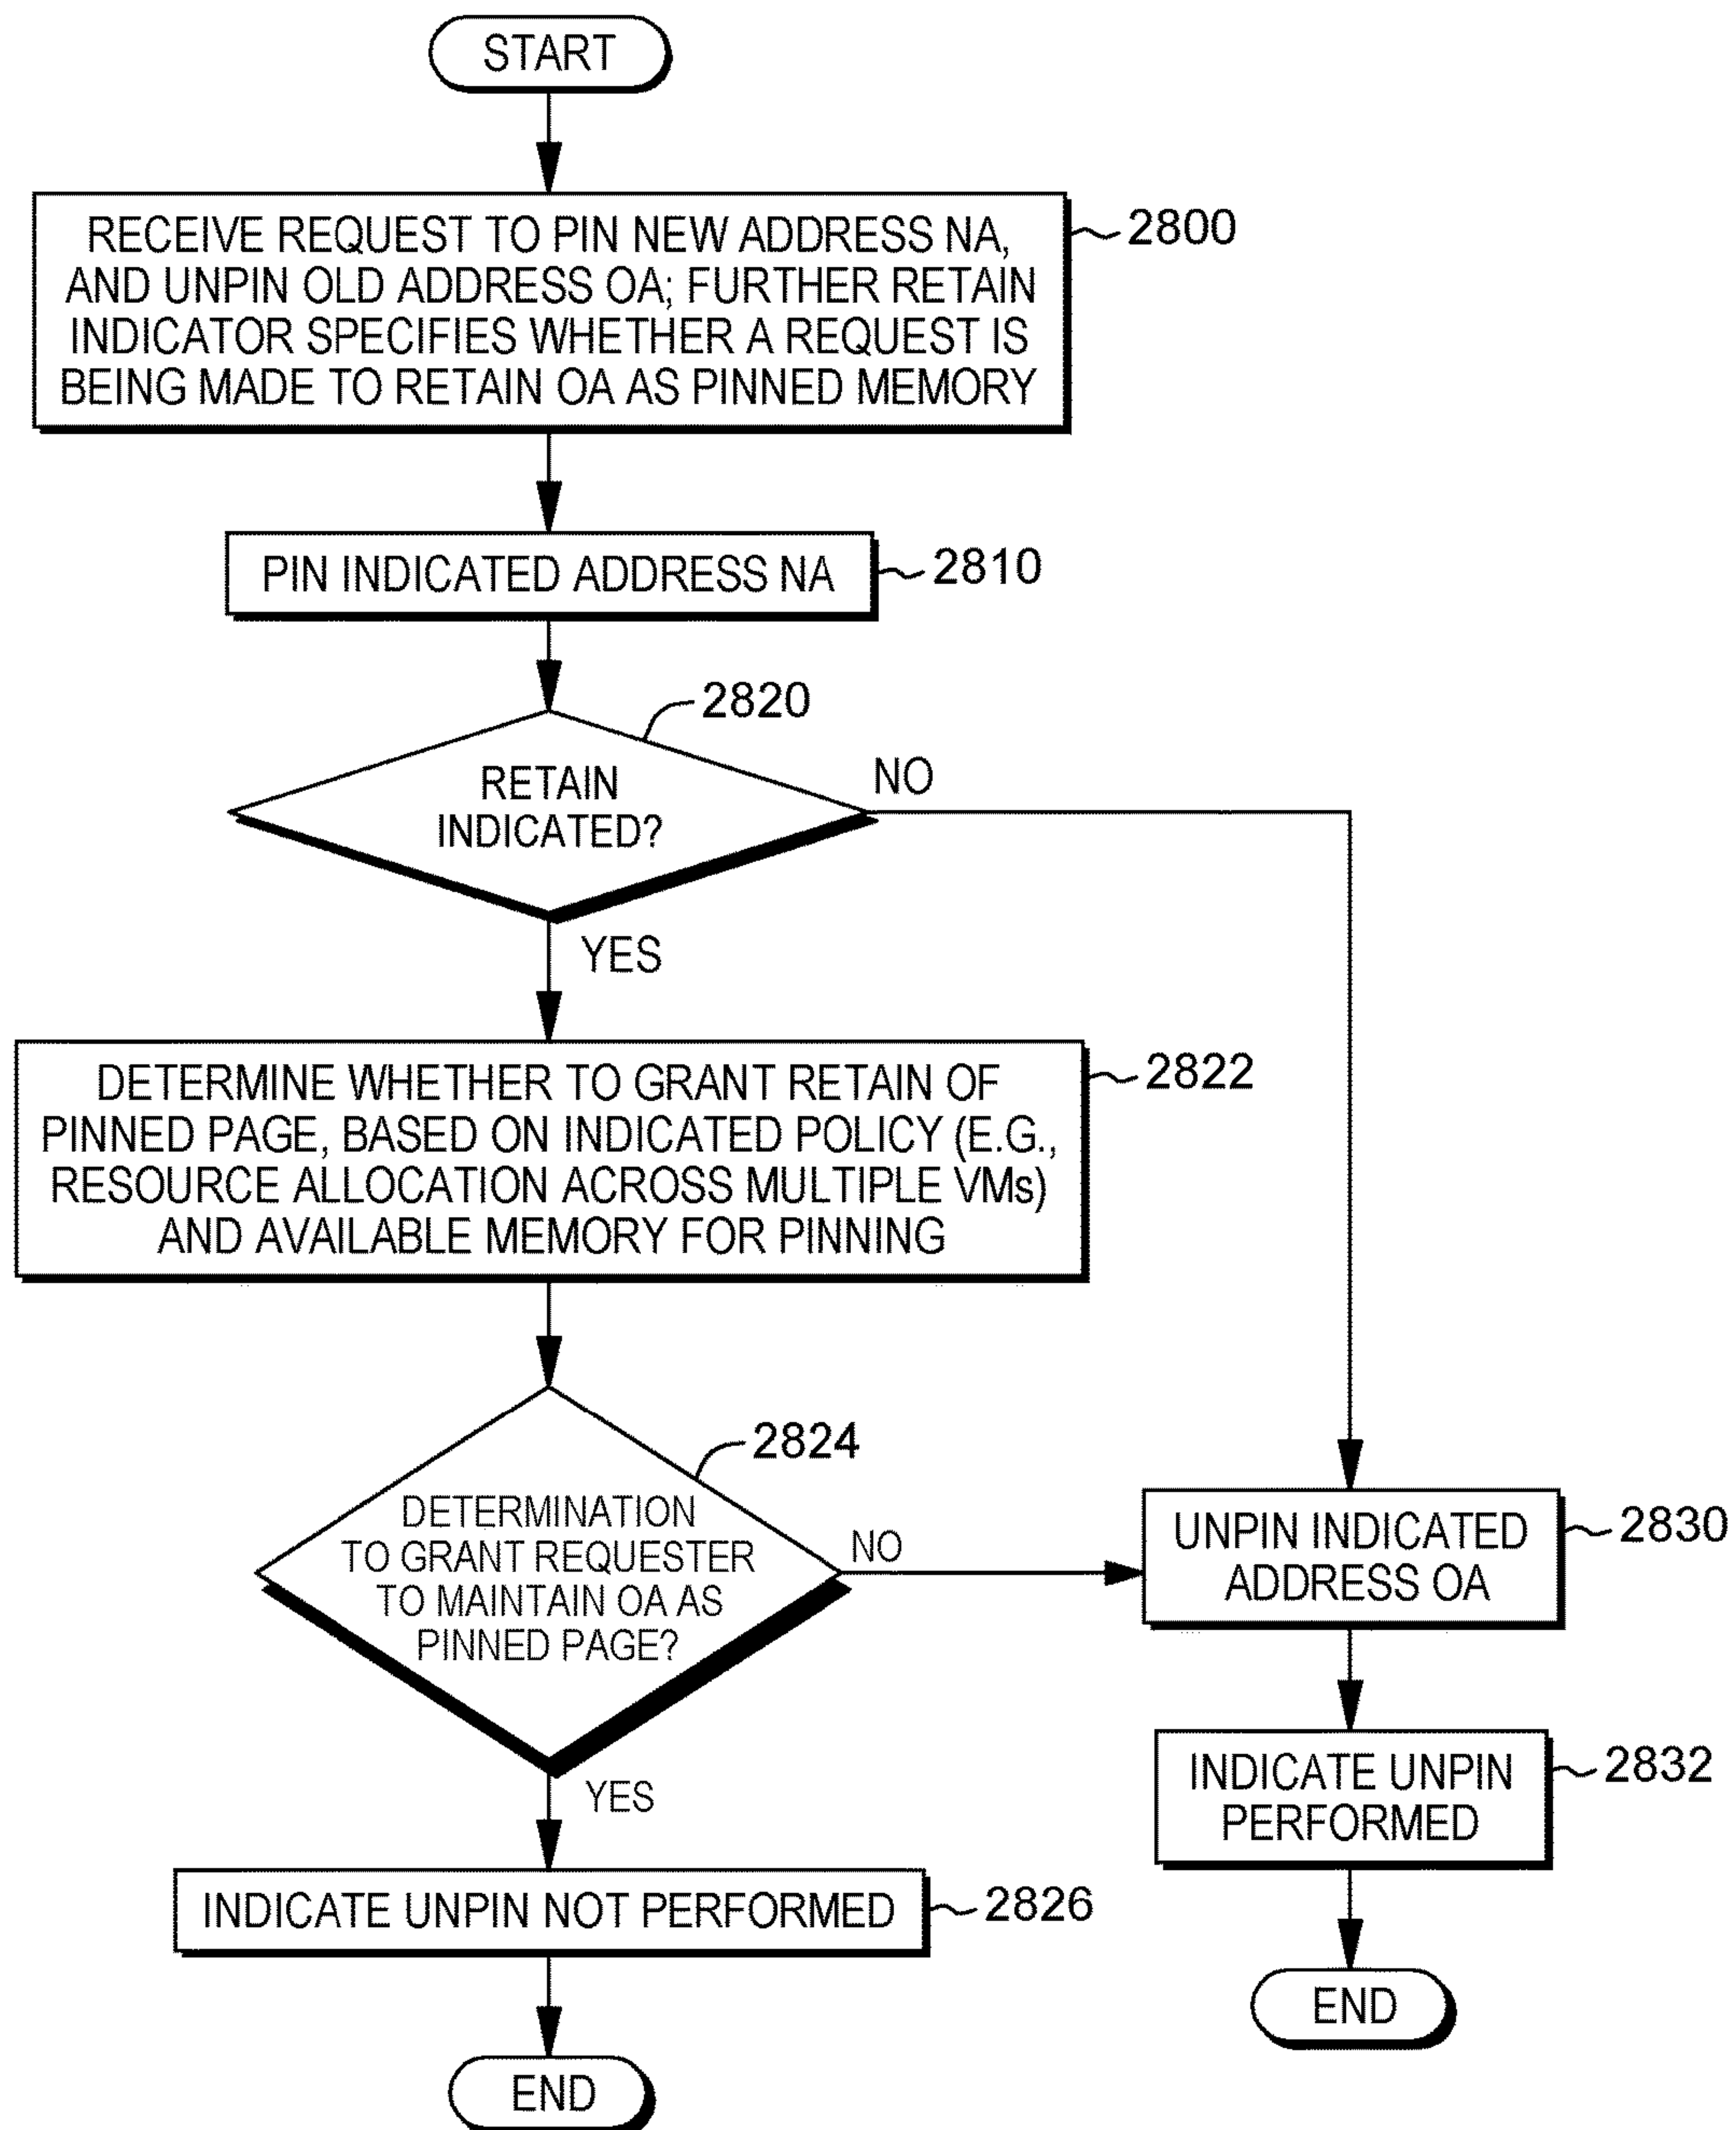 START
RECEIVE REQUEST TO PIN NEW ADDRESS NA,
AND UNPIN OLD ADDRESS OA; FURTHER RETAIN
INDICATOR SPECIFIES WHETHER A REQUEST IS
BEING MADE TO RETAIN OA AS PINNED MEMORY
2800
PIN INDICATED ADDRESS NA
2810
2820
RETAIN
INDICATED?
NO
YES
DETERMINE WHETHER TO GRANT RETAIN OF
PINNED PAGE, BASED ON INDICATED POLICY (E.G.,
RESOURCE ALLOCATION ACROSS MULTIPLE VMs)
AND AVAILABLE MEMORY FOR PINNING
2822
2824
DETERMINATION
TO GRANT REQUESTER
TO MAINTAIN OA AS
PINNED PAGE?
NO
YES
UNPIN INDICATED
ADDRESS OA
2830
INDICATE UNPIN
PERFORMED
2832
INDICATE UNPIN NOT PERFORMED
2826
END
END